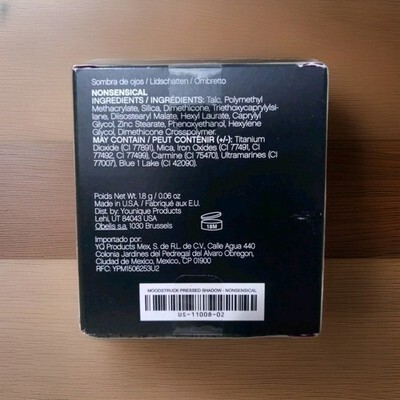 Sombra de ojos / Lidschatten / Ombretto
NONSENSICAL
INGREDIENTS / INGRÉDIENTS: Talc, Polymethyl
Methacrylate, Silica, Dimethicone, Triethoxycaprylylsi-
lane, Diisostearyl Malate, Hexyl Laurate, Caprylyl
Glycol, Zinc Stearate, Phenoxyethanol, Hexylene
Glycol, Dimethicone Crosspolymer.
MAY CONTAIN / PEUT CONTENIR (+/-): Titanium
Dioxide (CI 77891), Mica, Iron Oxides (CI 77491, CI
77492, CI 77499), Carmine (CI 75470), Ultramarines (CI
77007), Blue 1 Lake (CI 42090).
Poids Net Wt. 1.8 g / 0.06 oz
Made in U.S.A. / Fabriqué aux E.U.
Dist. by: Younique Products
Lehi, UT 84043 USA
Obelis s.a. 1030 Brussels
18M
Importado por:
YQ Products Mex, S. de R.L. de C.V., Calle Agua 440
Colonia Jardines del Pedregal del Alvaro Obregon,
Ciudad de Mexico, Mexico, CP 01900
RFC: YPM1506253U2
MOODSTRUCK PRESSED SHADOW - NONSENSICAL
US-11008-02